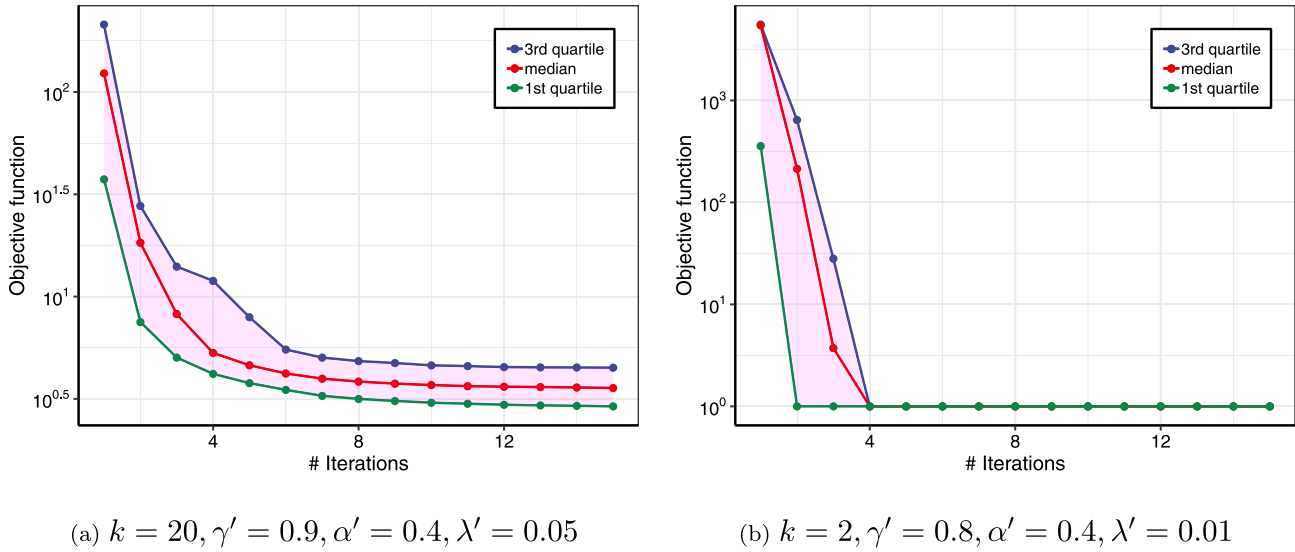 Objective function
10^2
10^1.5
10^1
10^0.5
4
8
12
# Iterations
3rd quartile
median
1st quartile
(a) k = 20, γ′ = 0.9, α′ = 0.4, λ′ = 0.05
Objective function
10^3
10^2
10^1
10^0
4
8
12
# Iterations
3rd quartile
median
1st quartile
(b) k = 2, γ′ = 0.8, α′ = 0.4, λ′ = 0.01